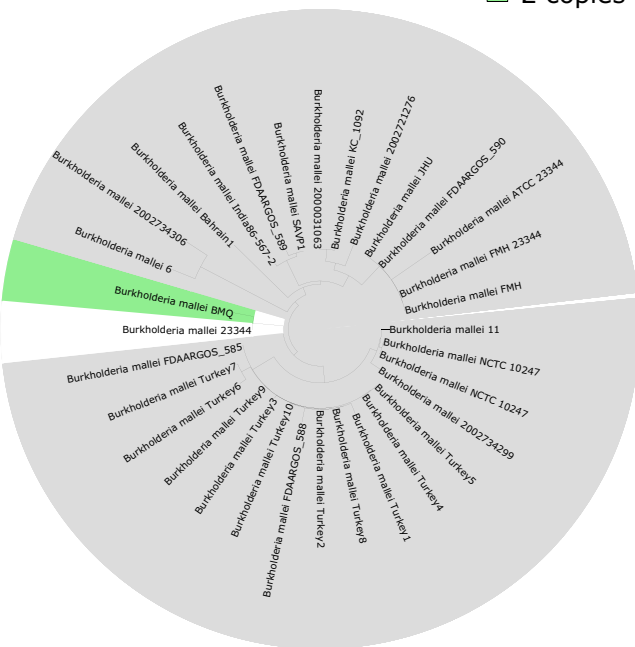 2 copies
Burkholderia mallei 2000031063
Burkholderia mallei KC_1092
Burkholderia mallei 2002721276
Burkholderia mallei JHU
Burkholderia mallei FDAARGOS_590
Burkholderia mallei ATCC 23344
Burkholderia mallei FMH 23344
Burkholderia mallei FMH
Burkholderia mallei 11
Burkholderia mallei NCTC 10247
Burkholderia mallei NCTC 10247
Burkholderia mallei 2002734299
Burkholderia mallei Turkey5
Burkholderia mallei Turkey4
Burkholderia mallei Turkey1
Burkholderia mallei Turkey8
Burkholderia mallei Turkey2
Burkholderia mallei FDAARGOS_588
Burkholderia mallei Turkey10
Burkholderia mallei Turkey3
Burkholderia mallei Turkey9
Burkholderia mallei Turkey6
Burkholderia mallei Turkey7
Burkholderia mallei FDAARGOS_585
Burkholderia mallei 23344
Burkholderia mallei BMQ
Burkholderia mallei 6
Burkholderia mallei 2002734306
Burkholderia mallei Bahrain1
Burkholderia mallei India86-567-2
Burkholderia mallei FDAARGOS_589
Burkholderia mallei SAVP1